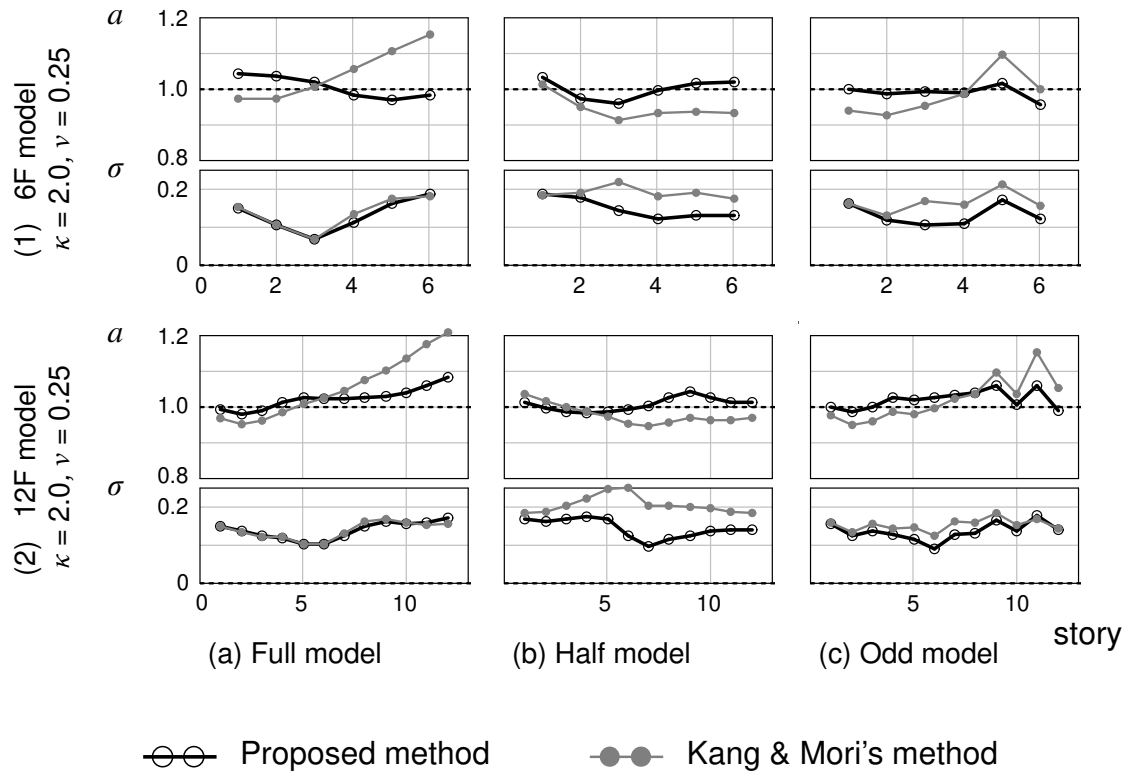 a 1.2
1.0
0.8
σ
0.2
0
0 2 4 6
2 4 6
2 4 6
(1) 6F model
κ = 2.0, ν = 0.25
a 1.2
1.0
0.8
σ
0.2
0
0 5 10
5 10
5 10
(2) 12F model
κ = 2.0, ν = 0.25
story
(a) Full model (b) Half model (c) Odd model
Proposed method Kang & Mori's method